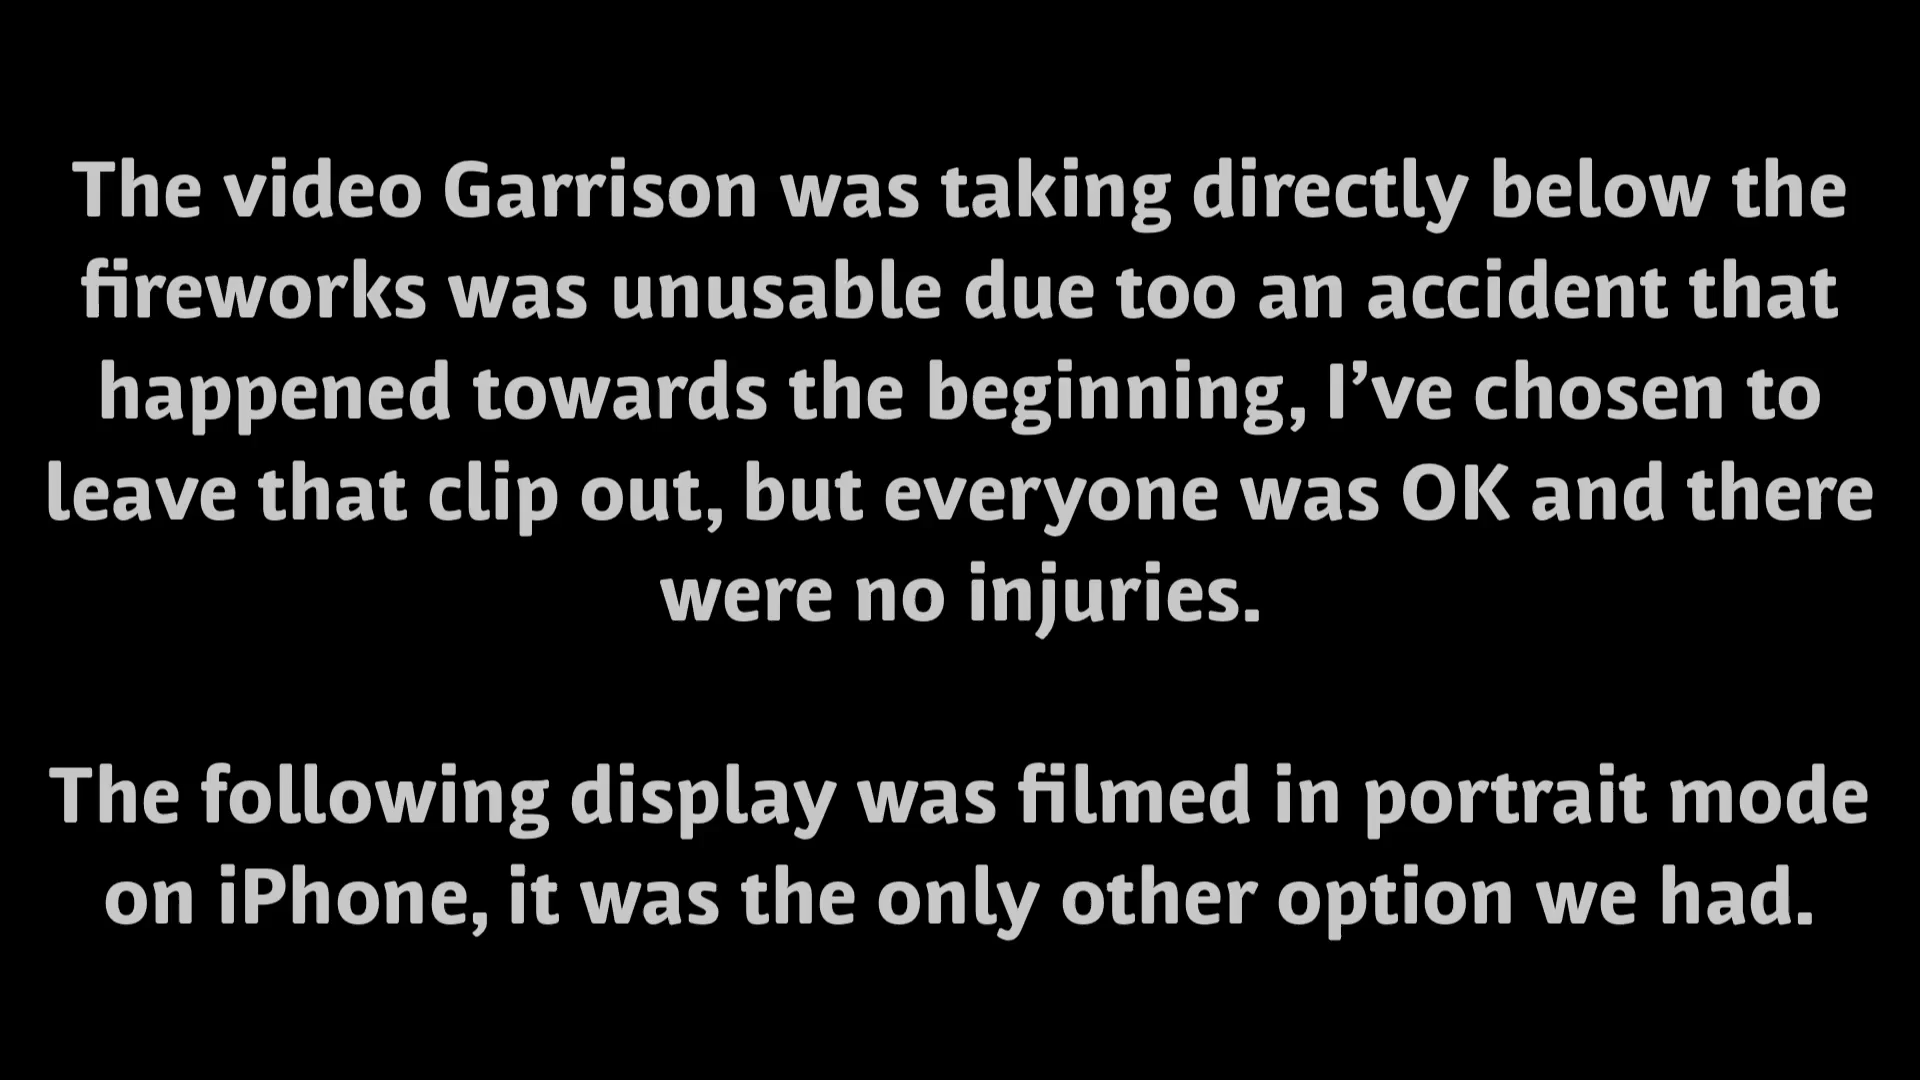 The video Garrison was taking directly below the
fireworks was unusable due too an accident that
happened towards the beginning, I’ve chosen to
leave that clip out, but everyone was OK and there
were no injuries.
The following display was filmed in portrait mode
on iPhone, it was the only other option we had.